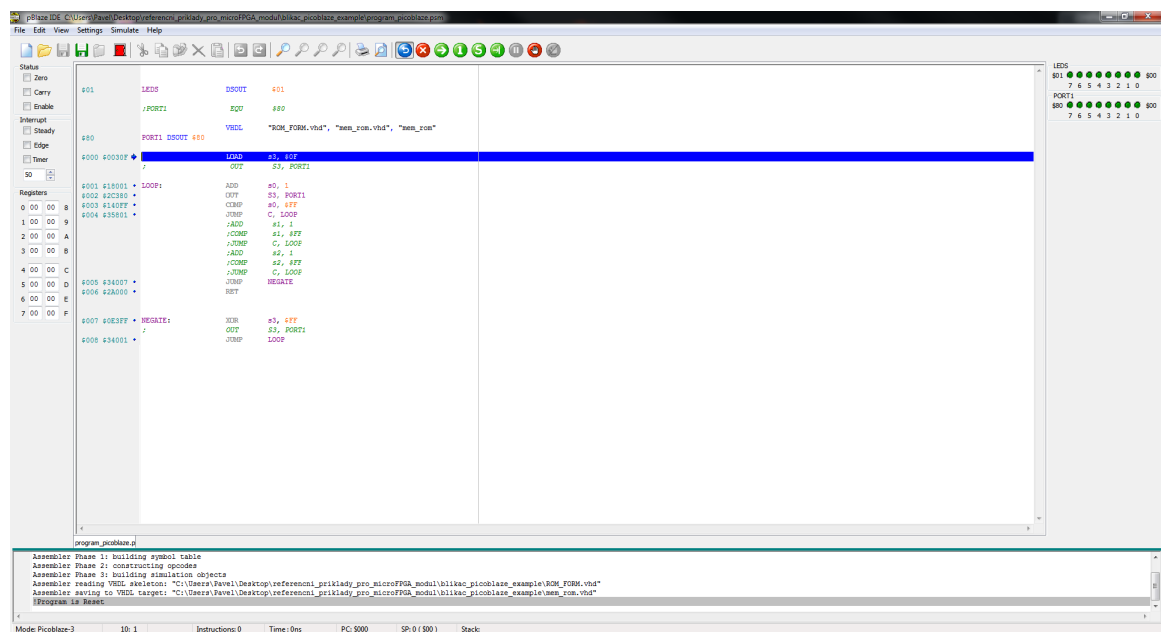 pBlaze IDE C:\Users\Pavel\Desktop\referencni_priklady_pro_microFPGA_modul\blikac_picoblaze_example\program_picoblaze.psm
File Edit View Settings Simulate Help
Status
Zero
Carry
Enable
Interrupt
Steady
Edge
Timer
50
Registers
0 00 00 8
1 00 00 9
2 00 00 A
3 00 00 B
4 00 00 C
5 00 00 D
6 00 00 E
7 00 00 F
$01 LEDS DSOUT $01
;PORT1 EQU $80
VHDL "ROM_FORM.vhd", "mem_rom.vhd", "mem_rom"
$80 PORT1 DSOUT $80
$000 $0030F LOAD s3, $0F
; OUT S3, PORT1
$001 $18001 LOOP: ADD s0, 1
$002 $2C380 OUT S3, PORT1
$003 $140FF COMP s0, $FF
$004 $35801 JUMP C, LOOP
;ADD s1, 1
;COMP s1, $FF
;JUMP C, LOOP
;ADD s2, 1
;COMP s2, $FF
;JUMP C, LOOP
$005 $34007 JUMP NEGATE
$006 $2A000 RET
$007 $0E3FF NEGATE: XOR s3, $FF
; OUT S3, PORT1
$008 $34001 JUMP LOOP
LEDS
$01 $00
7 6 5 4 3 2 1 0
PORT1
$80 $00
7 6 5 4 3 2 1 0
program_picoblaze.p
Assembler Phase 1: building symbol table
Assembler Phase 2: constructing opcodes
Assembler Phase 3: building simulation objects
Assembler reading VHDL skeleton: "C:\Users\Pavel\Desktop\referencni_priklady_pro_microFPGA_modul\blikac_picoblaze_example\ROM_FORM.vhd"
Assembler saving to VHDL target: "C:\Users\Pavel\Desktop\referencni_priklady_pro_microFPGA_modul\blikac_picoblaze_example\mem_rom.vhd"
!Program is Reset
Mode: Picoblaze-3 10: 1 Instructions: 0 Time : 0ns PC: $000 SP: 0 ( $00 ) Stack: